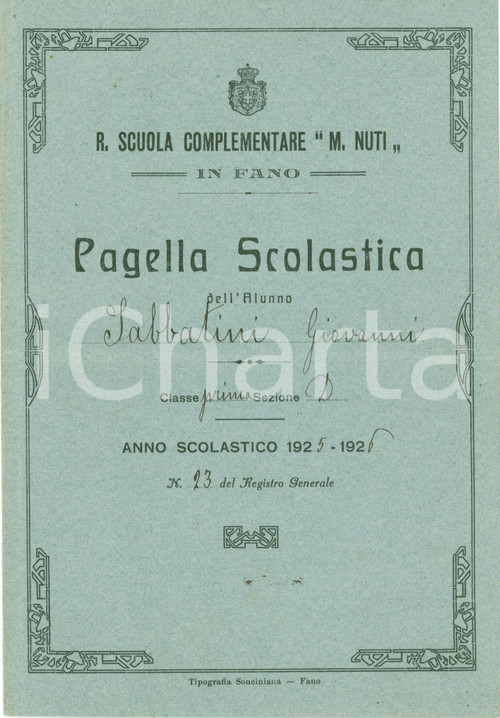 R. SCUOLA COMPLEMENTARE " M. NUTI „
IN FANO
Pagella Scolastica
dell'Alunno
Sabbatini Giovanni
iCharta
Classe prima Sezione D
ANNO SCOLASTICO 1925-1926
N. 23 del Registro Generale
Tipografia Sonciniana — Fano